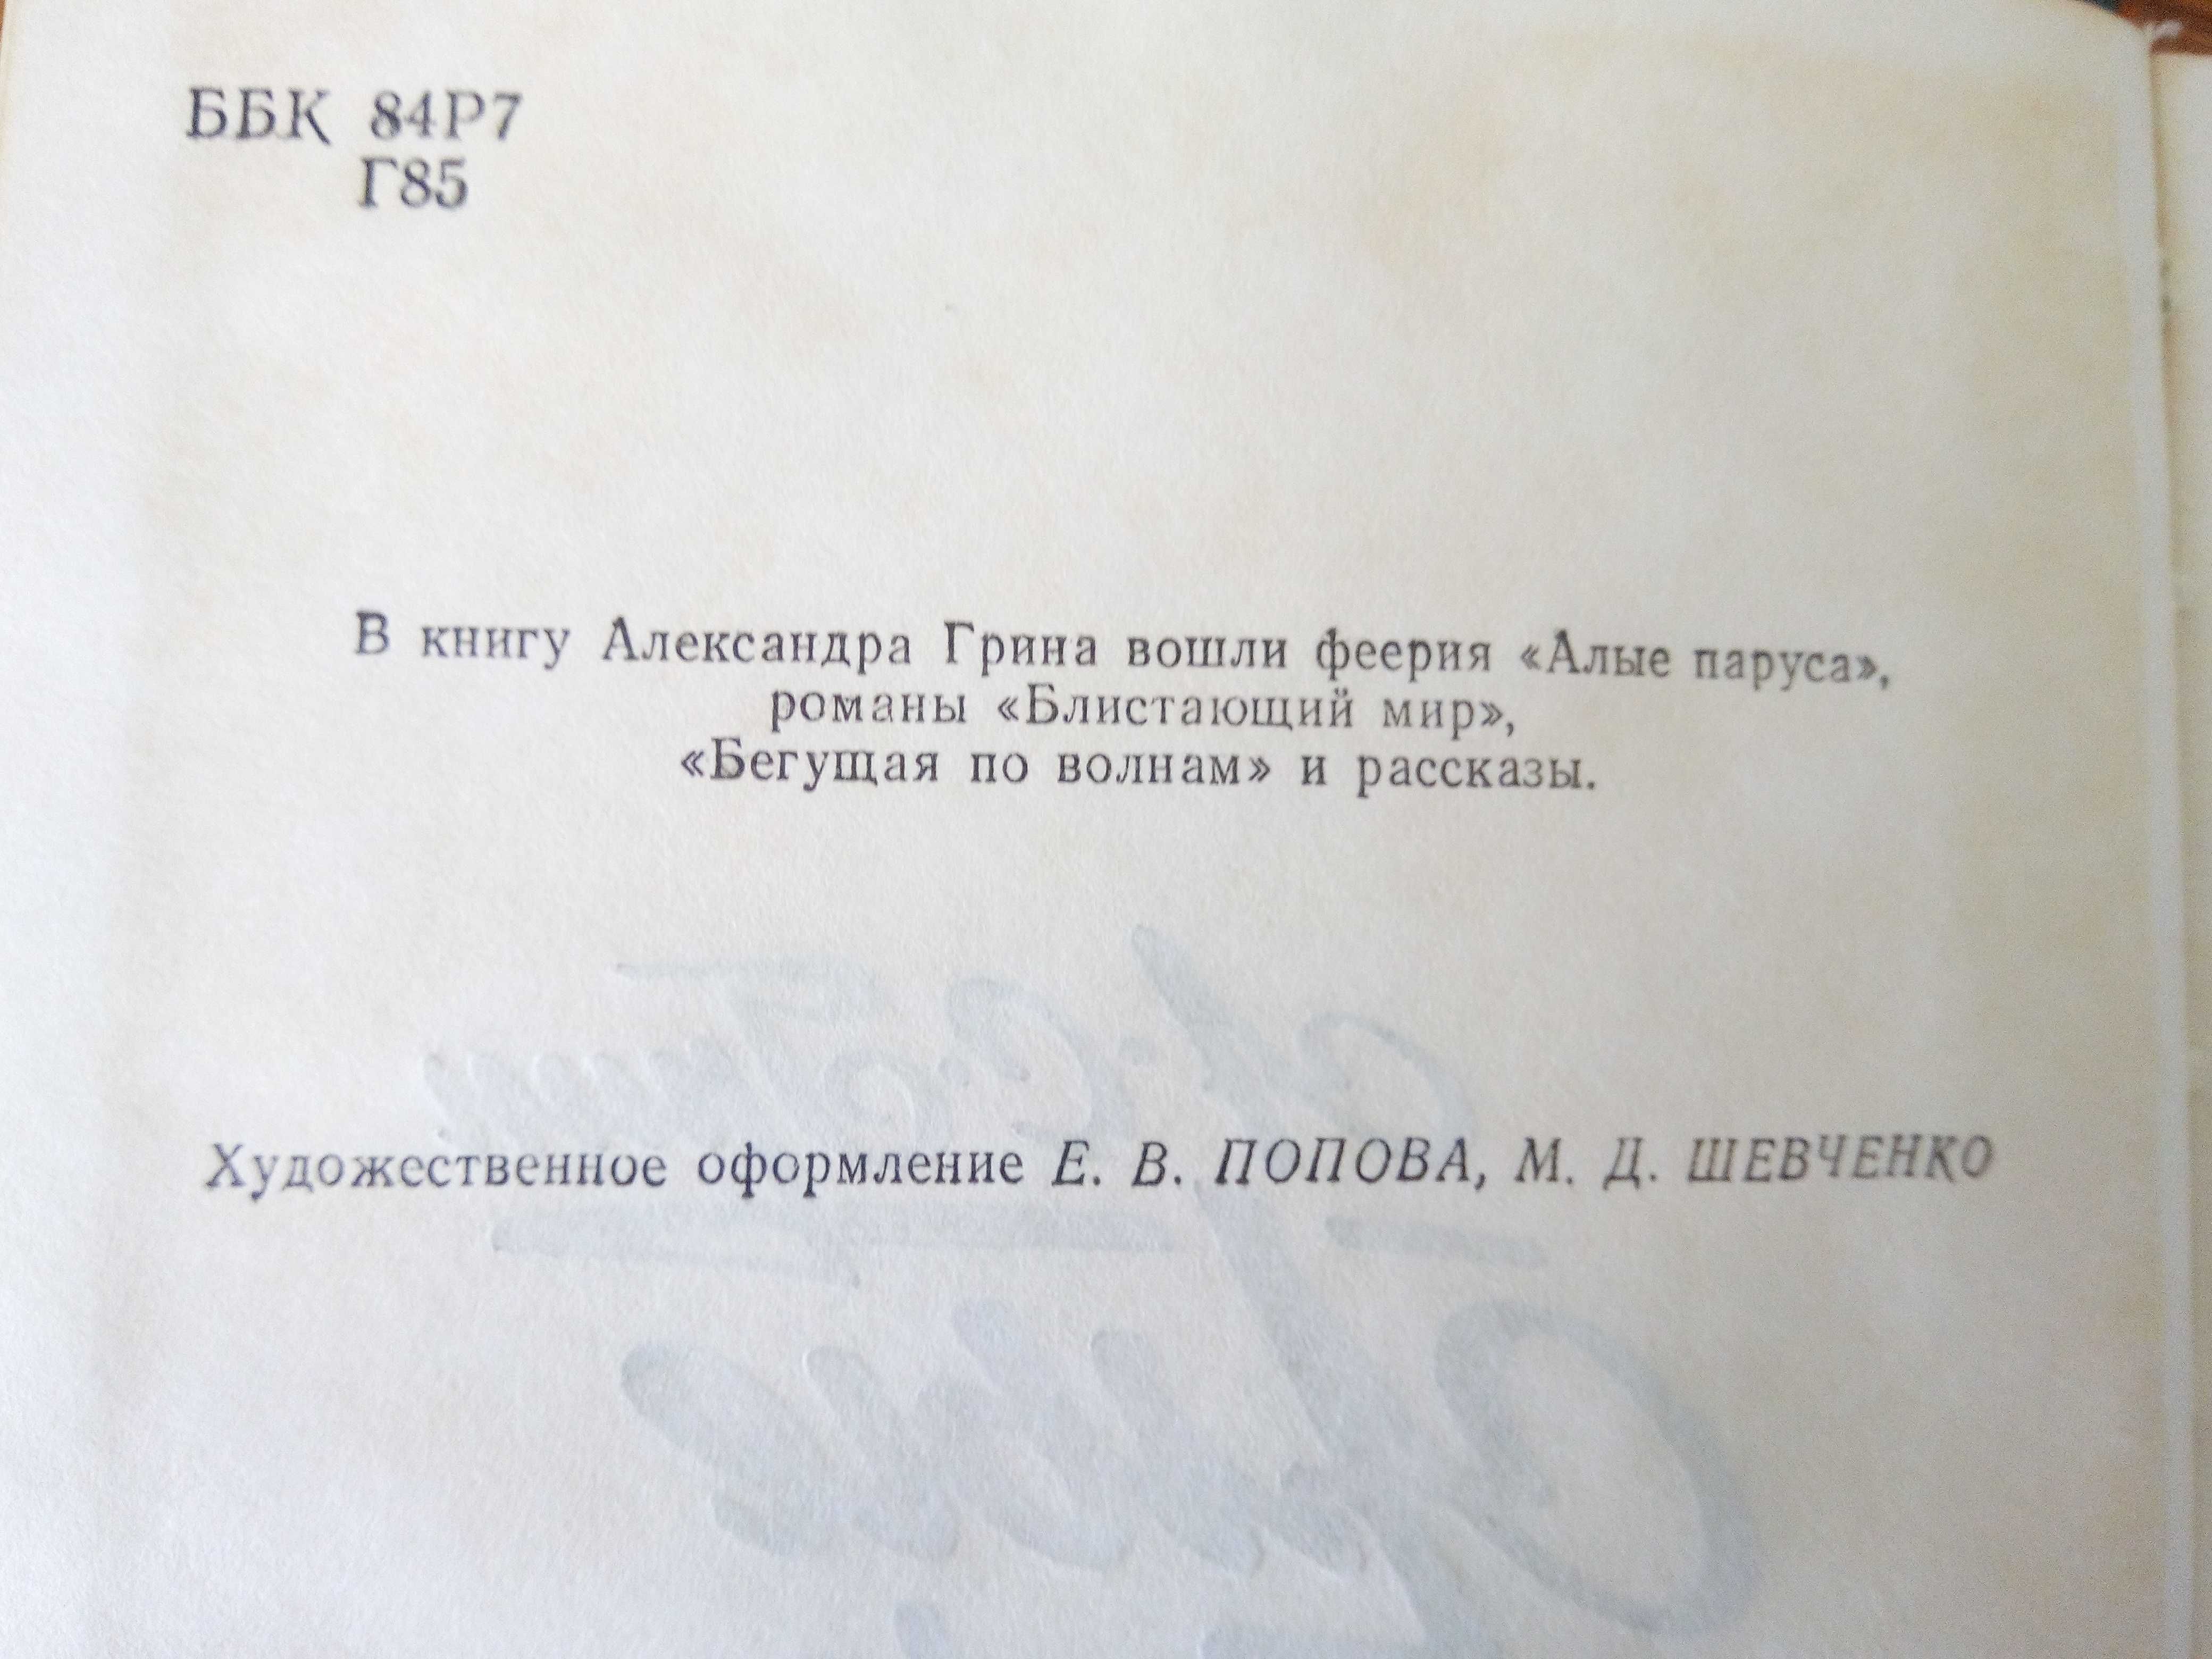 ББК 84Р7
Г85
В книгу Александра Грина вошли феерия «Алые паруса»,
романы «Блистающий мир»,
«Бегущая по волнам» и рассказы.
Художественное оформление Е. В. ПОПОВА, М. Д. ШЕВЧЕНКО